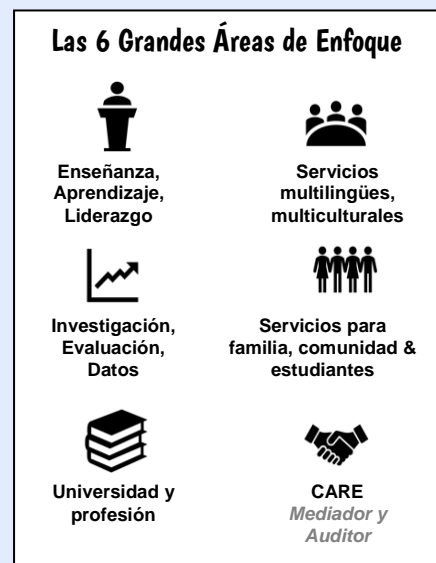 Las 6 Grandes Áreas de Enfoque
Enseñanza,
Aprendizaje,
Liderazgo
Servicios
multilingües,
multiculturales
Investigación,
Evaluación,
Datos
Servicios para
familia, comunidad &
estudiantes
Universidad y
profesión
CARE
Mediador y
Auditor